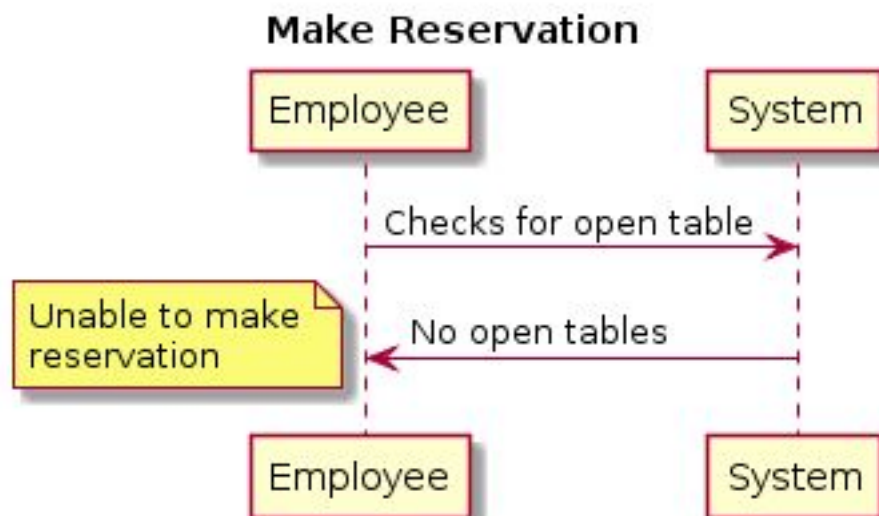 Make Reservation
Employee
System
Checks for open table
Unable to make
reservation
No open tables
Employee
System